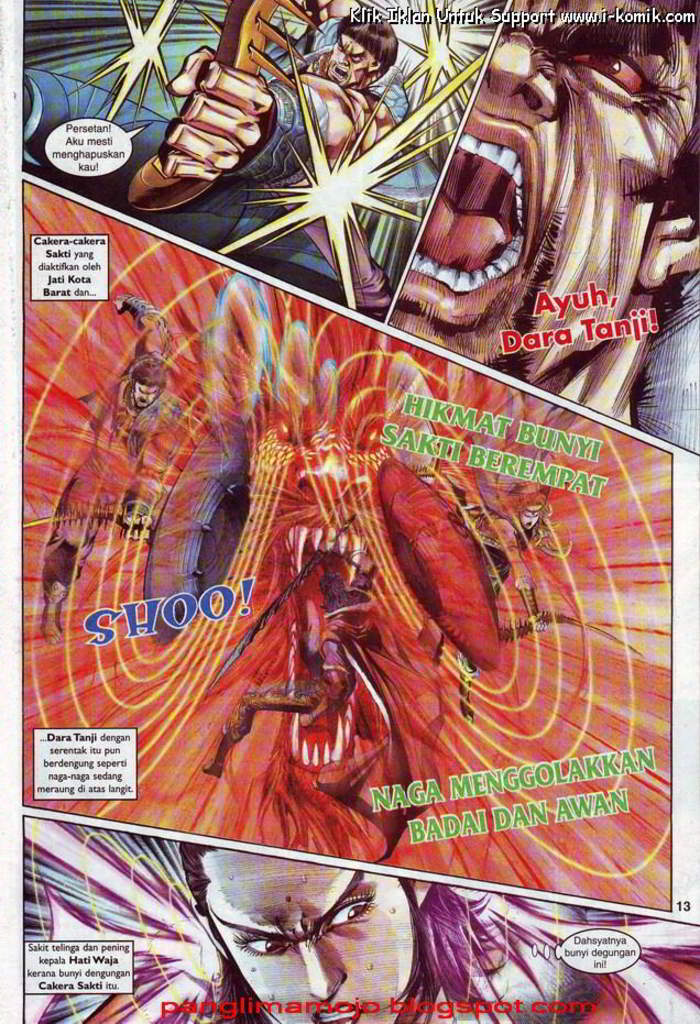 Klik Iklan Untuk Support www.i-komik.com
Persetan!
Aku mesti
menghapuskan
kau!
Ayuh,
Dara Tanji!
Cakera-cakera
Sakti yang
diaktifkan oleh
Jati Kota
Barat dan...
HIKMAT BUNYI
SAKTI BEREMPAT
SHOO!
...Dara Tanji dengan
serentak itu pun
berdengung seperti
naga-naga sedang
meraung di atas langit.
NAGA MENGGOLAKKAN
BADAI DAN AWAN
13
Sakit telinga dan pening
kepala Hati Waja
kerana bunyi dengungan
Cakera Sakti itu.
Dahsyatnya
bunyi degungan
ini!
panglimamojo.blogspot.com